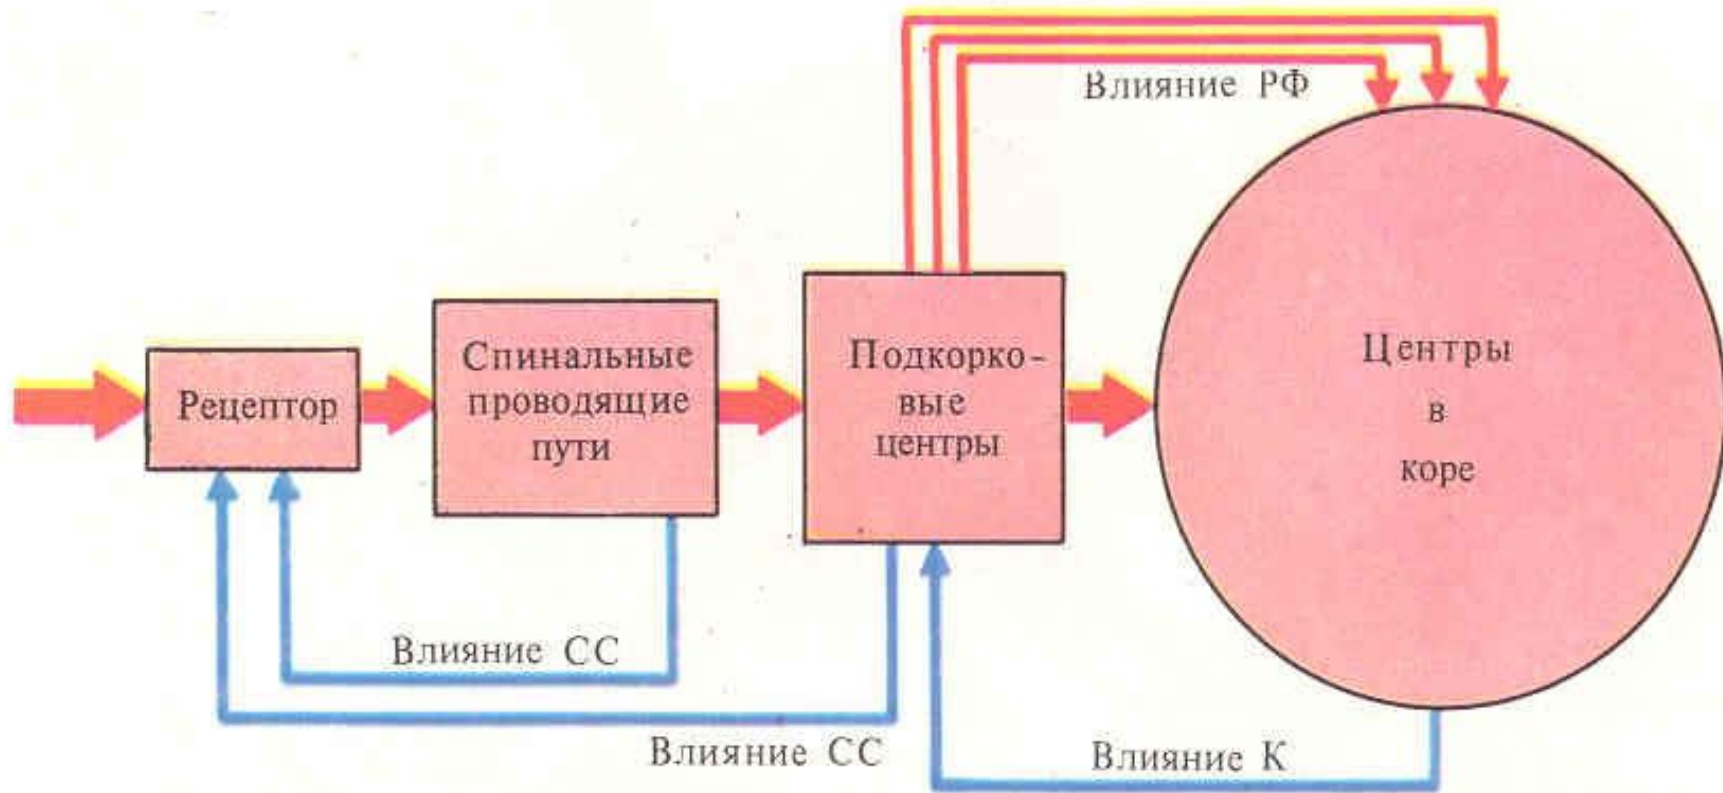 Влияние РФ
Рецептор
Спинальные
проводящие
пути
Подкорко-
вые
центры
Центры
в
коре
Влияние СС
Влияние СС
Влияние К